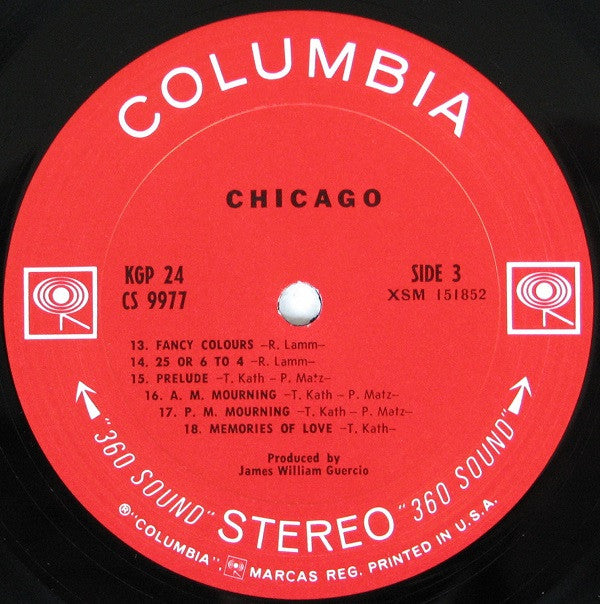 COLUMBIA
CHICAGO
KGP 24
CS 9977
SIDE 3
XSM 151852
13. FANCY COLOURS –R. Lamm–
14. 25 OR 6 TO 4 –R. Lamm–
15. PRELUDE –T. Kath – P. Matz–
16. A. M. MOURNING –T. Kath – P. Matz–
17. P. M. MOURNING –T. Kath – P. Matz–
18. MEMORIES OF LOVE –T. Kath–
Produced by
James William Guercio
"360 SOUND" STEREO "360 SOUND"
®"COLUMBIA", MARCAS REG. PRINTED IN U.S.A.